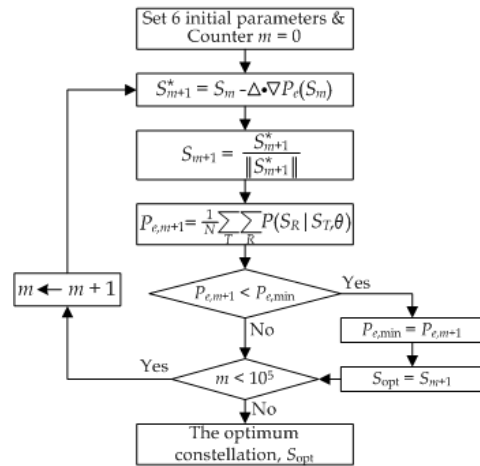 Set 6 initial parameters &
Counter m = 0
S*m+1 = Sm -Δ•∇Pe(Sm)
Sm+1 = S*m+1 / ‖S*m+1‖
Pe,m+1= 1/N ∑T ∑R P(SR | ST,θ)
m ← m + 1
Pe,m+1 < Pe,min
Yes
No
Pe,min = Pe,m+1
Yes
m < 10⁵
Sopt = Sm+1
No
The optimum
constellation, Sopt